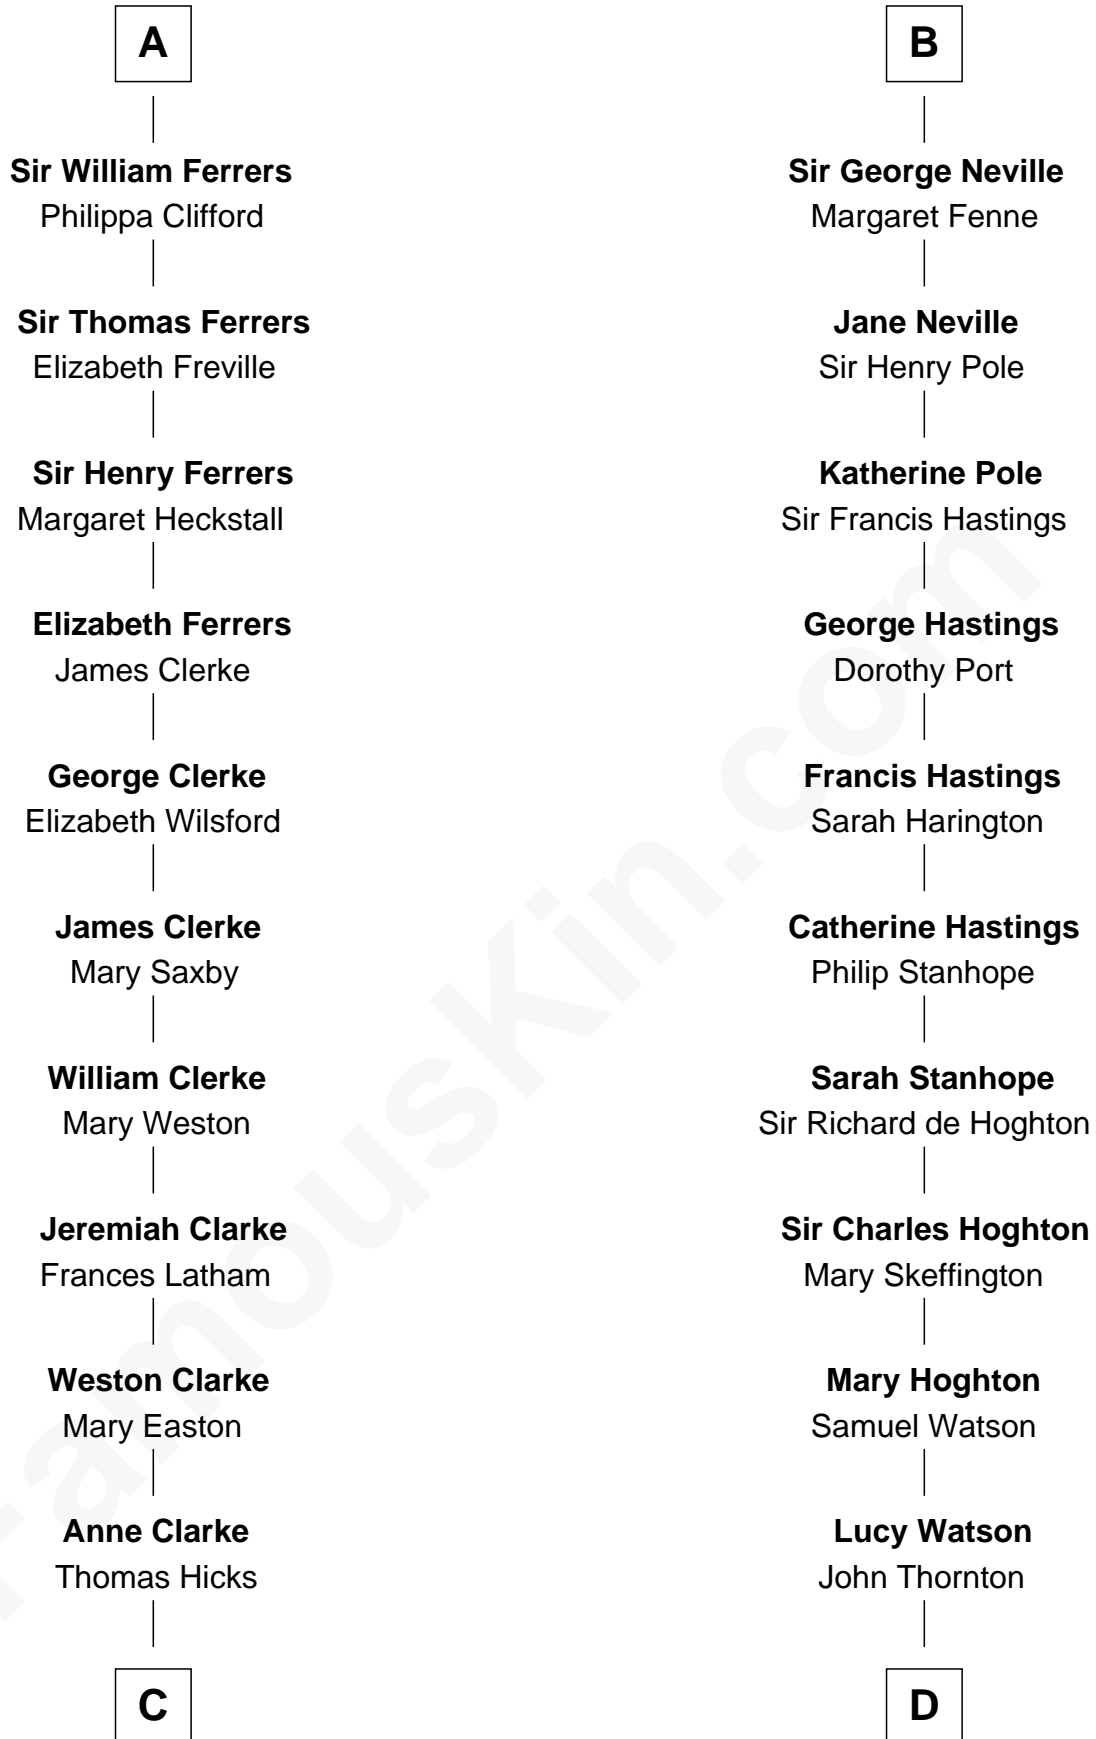 A
Sir William Ferrers
Philippa Clifford
Sir Thomas Ferrers
Elizabeth Freville
Sir Henry Ferrers
Margaret Heckstall
Elizabeth Ferrers
James Clerke
George Clerke
Elizabeth Wilsford
James Clerke
Mary Saxby
William Clerke
Mary Weston
Jeremiah Clarke
Frances Latham
Weston Clarke
Mary Easton
Anne Clarke
Thomas Hicks
C
B
Sir George Neville
Margaret Fenne
Jane Neville
Sir Henry Pole
Katherine Pole
Sir Francis Hastings
George Hastings
Dorothy Port
Francis Hastings
Sarah Harington
Catherine Hastings
Philip Stanhope
Sarah Stanhope
Sir Richard de Hoghton
Sir Charles Hoghton
Mary Skeffington
Mary Hoghton
Samuel Watson
Lucy Watson
John Thornton
D
FamousKin.com